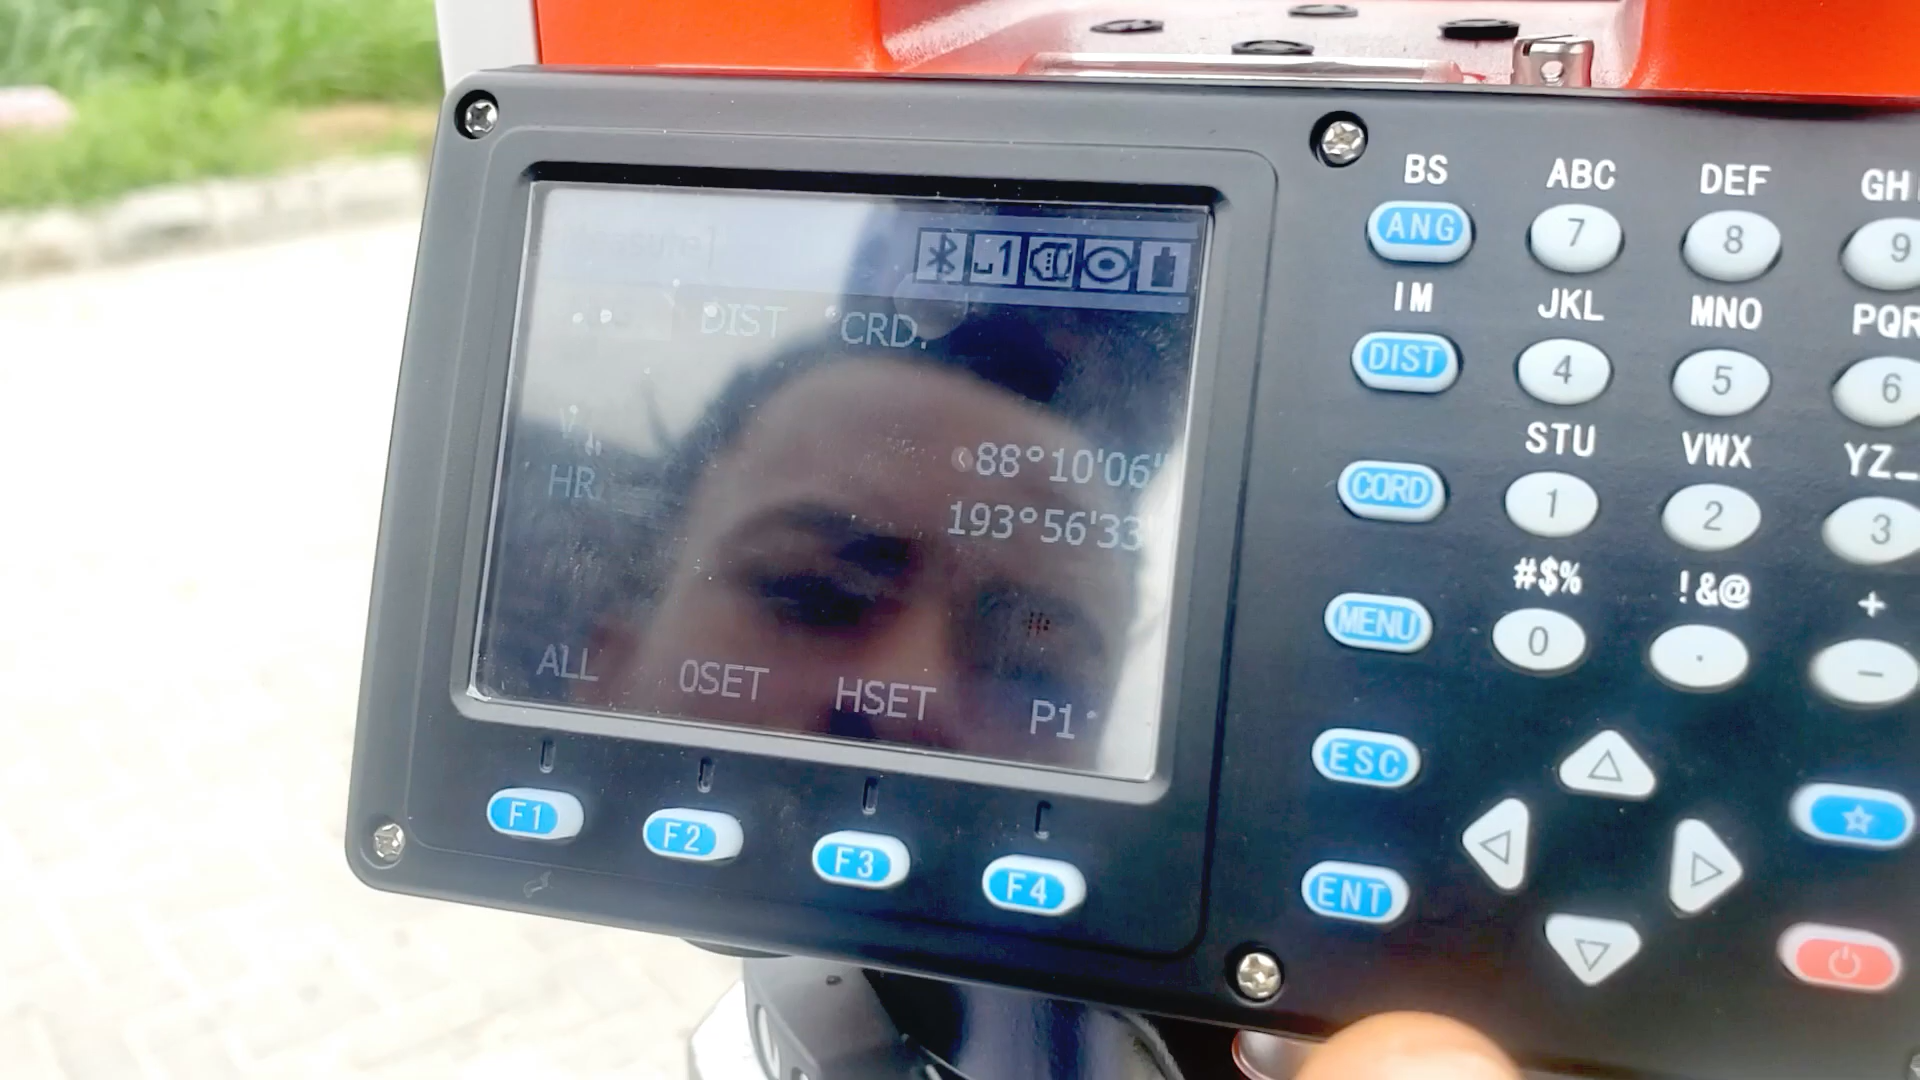 DIST CRD.
V
88°10'06"
HR
193°56'33"
ALL 0SET HSET P1
F1 F2 F3 F4
BS ABC DEF GH
ANG 7 8 9
IM JKL MNO PQR
DIST 4 5 6
STU VWX YZ_
CORD 1 2 3
#$% !&@ +
MENU 0 . -
ESC
ENT